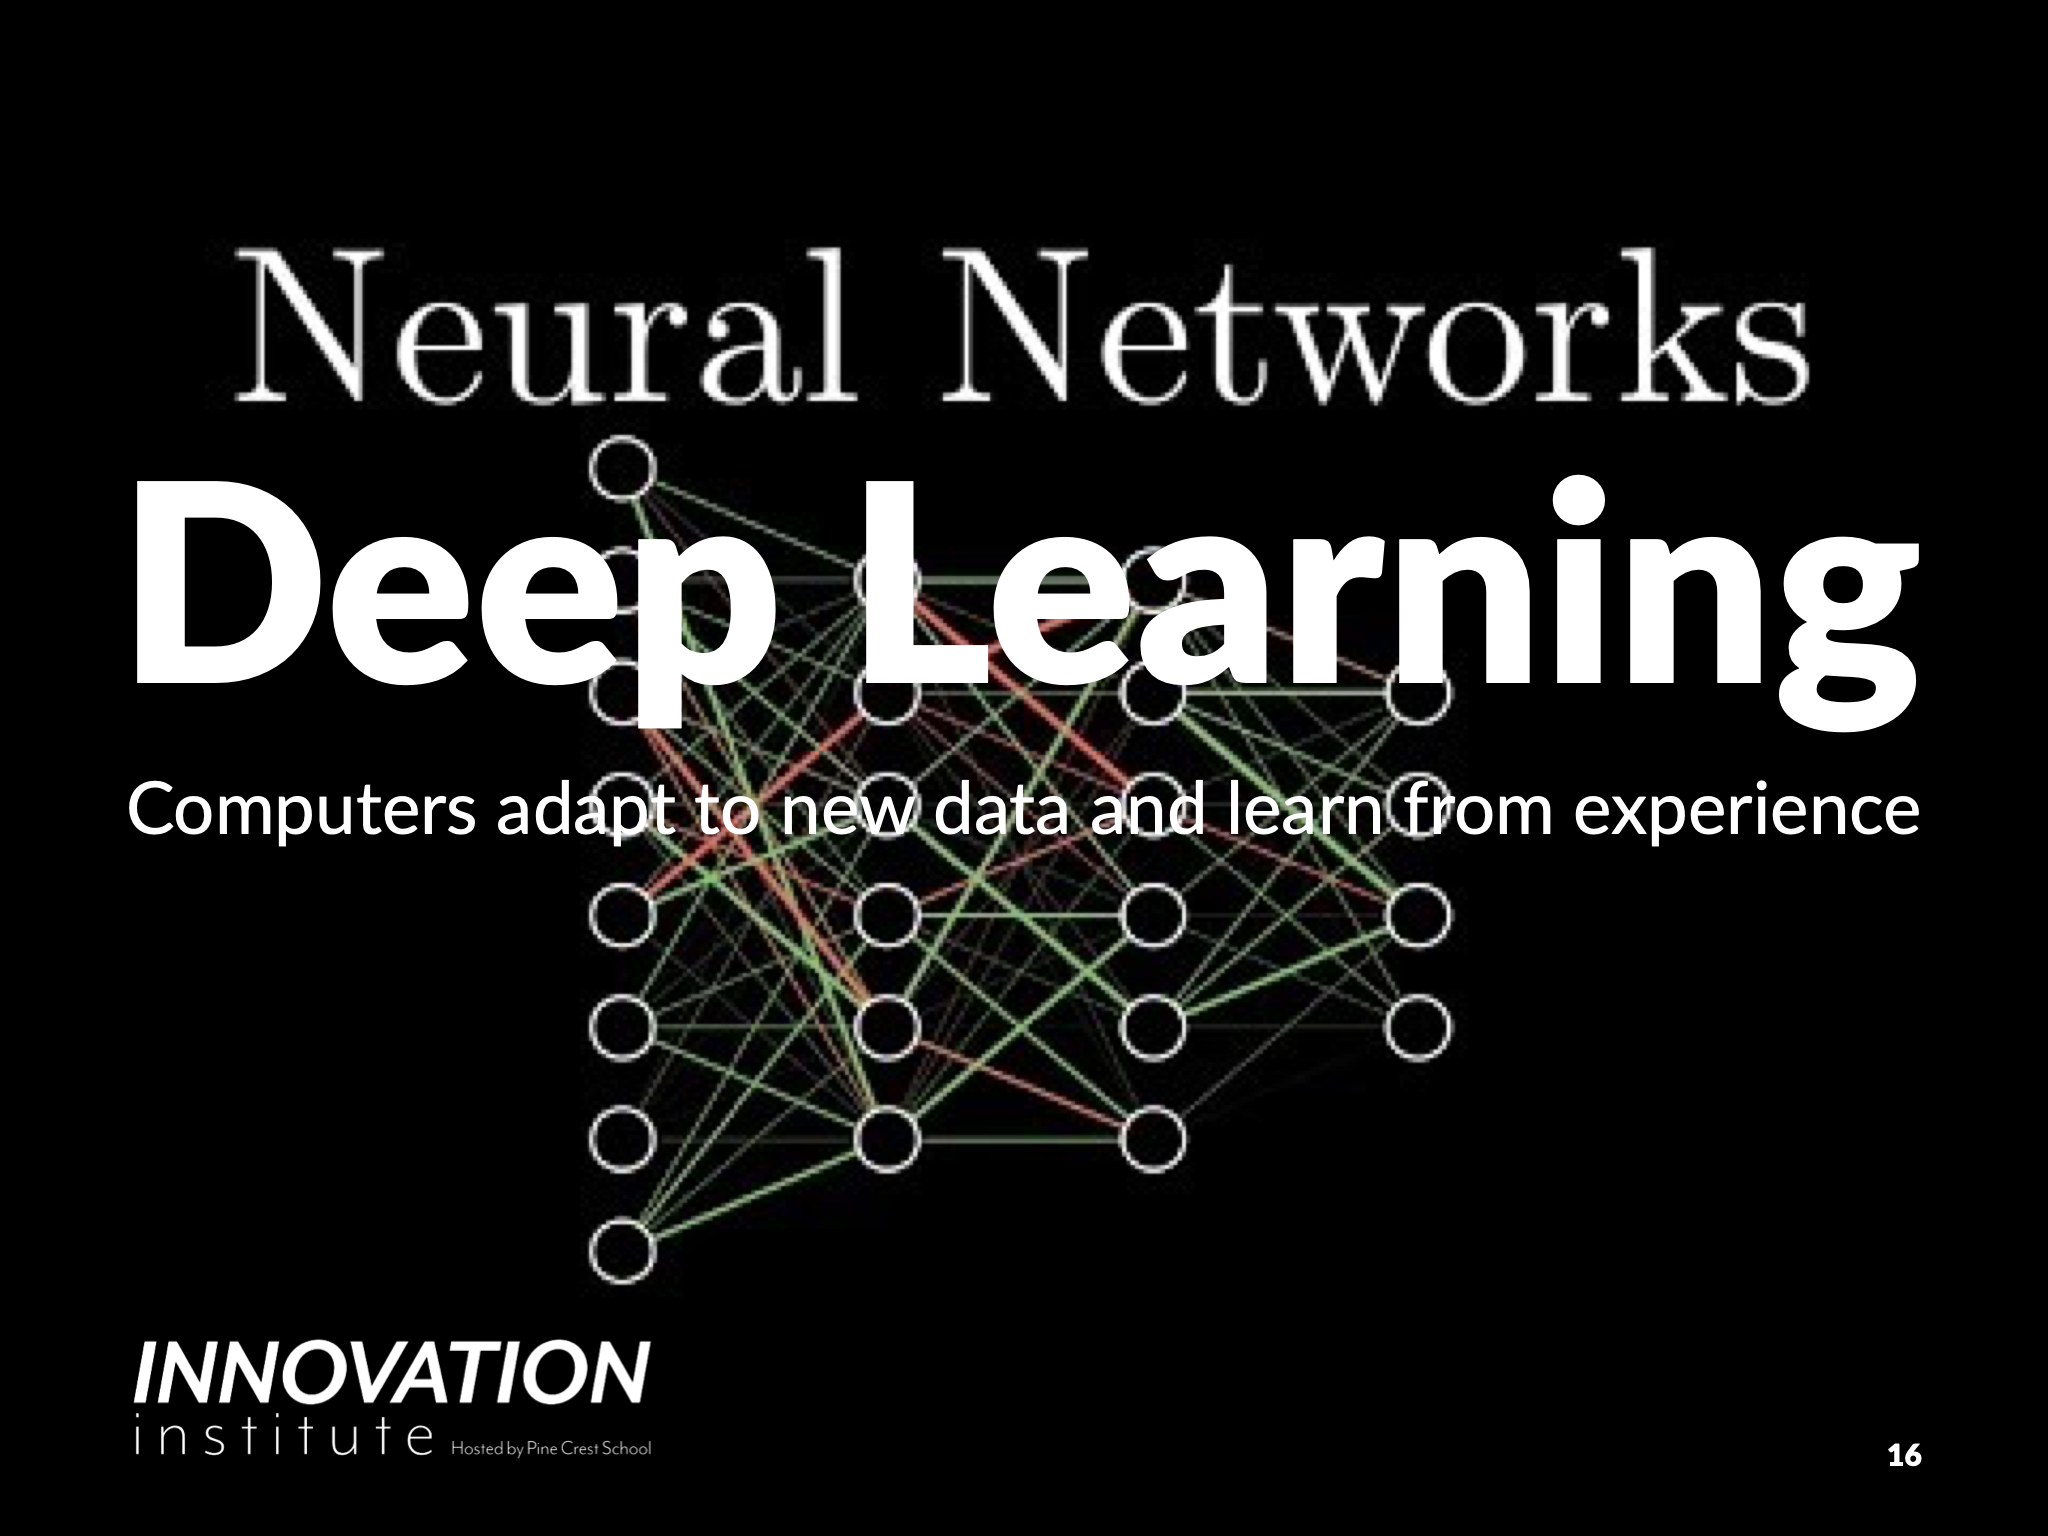 Neural Networks
Deep Learning
Computers adapt to new data and learn from experience
INNOVATION
institute Hosted by Pine Crest School
16